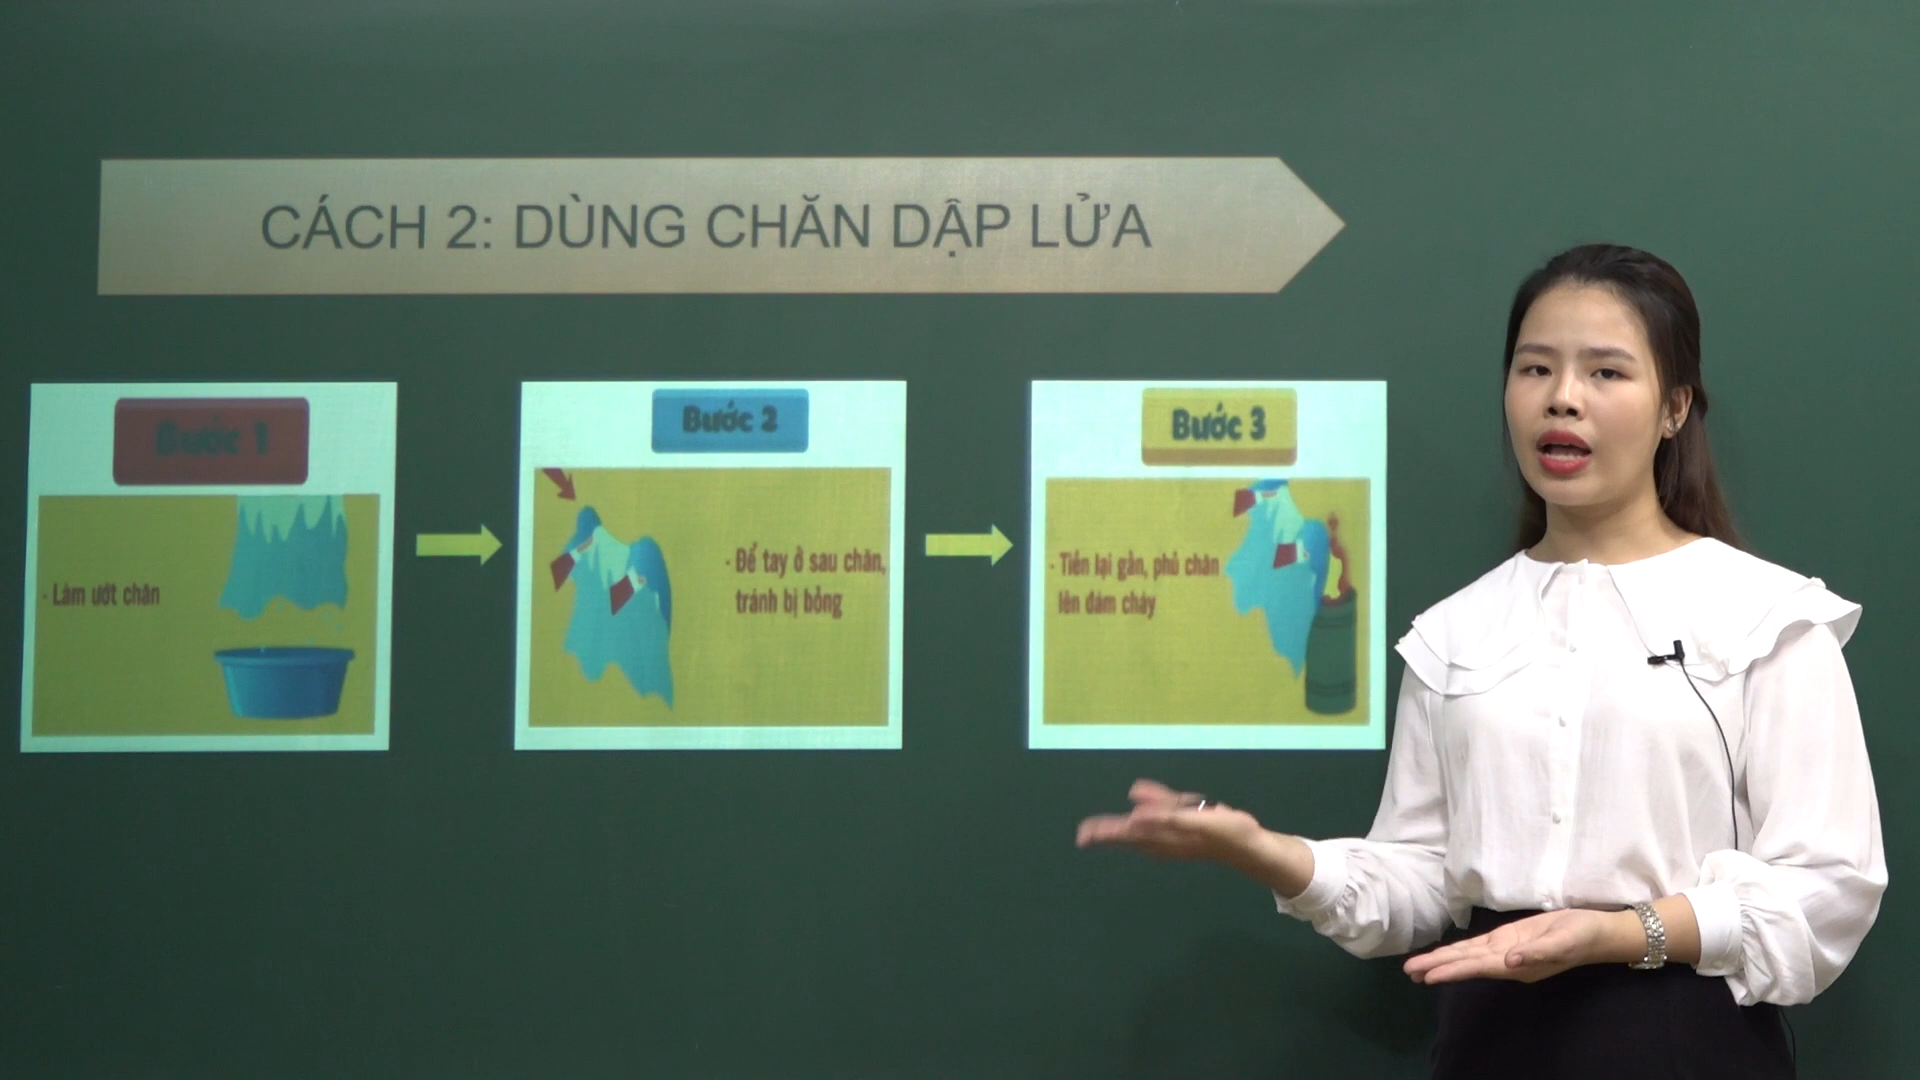 CÁCH 2: DÙNG CHĂN DẬP LỬA
Bước 1
- Làm ướt chăn
Bước 2
- Để tay ở sau chăn,
tránh bị bỏng
Bước 3
- Tiến lại gần, phủ chăn
lên đám cháy